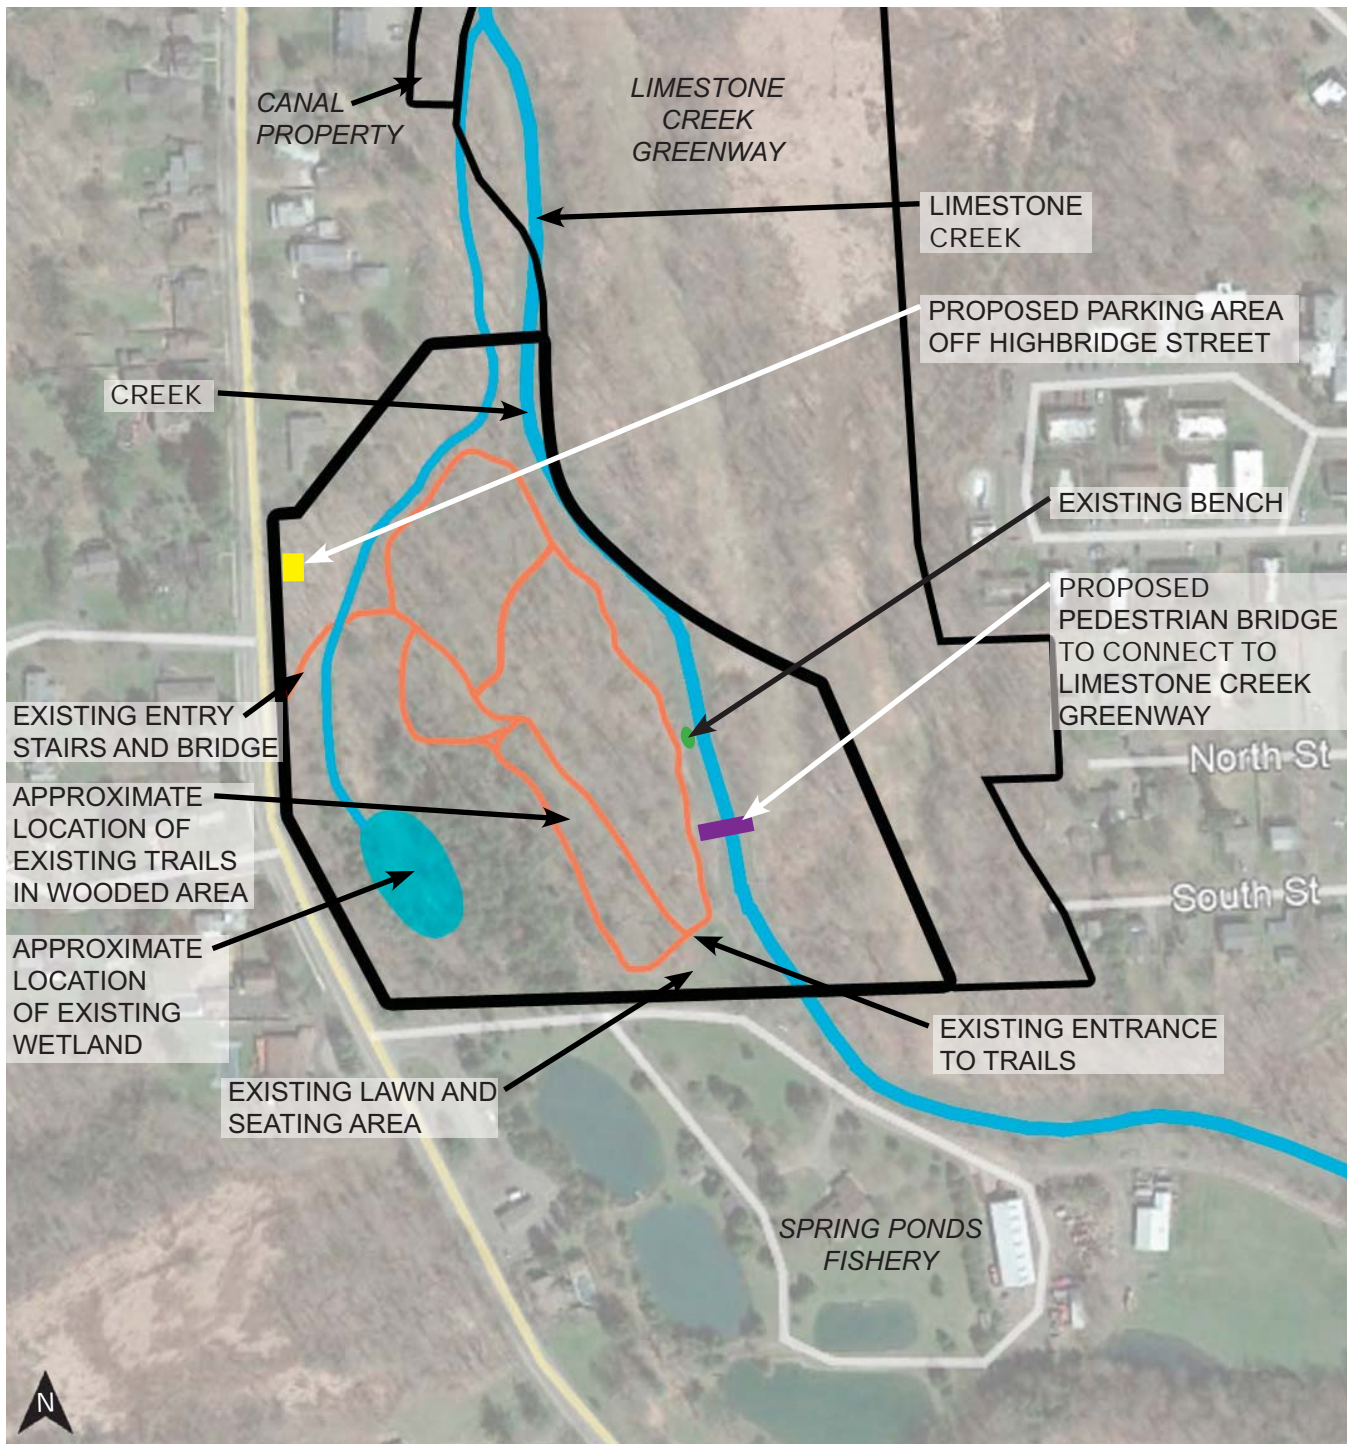 CANAL
PROPERTY
LIMESTONE
CREEK
GREENWAY
LIMESTONE
CREEK
PROPOSED PARKING AREA
OFF HIGHBRIDGE STREET
CREEK
EXISTING BENCH
PROPOSED
PEDESTRIAN BRIDGE
TO CONNECT TO
LIMESTONE CREEK
GREENWAY
EXISTING ENTRY
STAIRS AND BRIDGE
North St
APPROXIMATE
LOCATION OF
EXISTING TRAILS
IN WOODED AREA
South St
APPROXIMATE
LOCATION
OF EXISTING
WETLAND
EXISTING ENTRANCE
TO TRAILS
EXISTING LAWN AND
SEATING AREA
SPRING PONDS
FISHERY
N